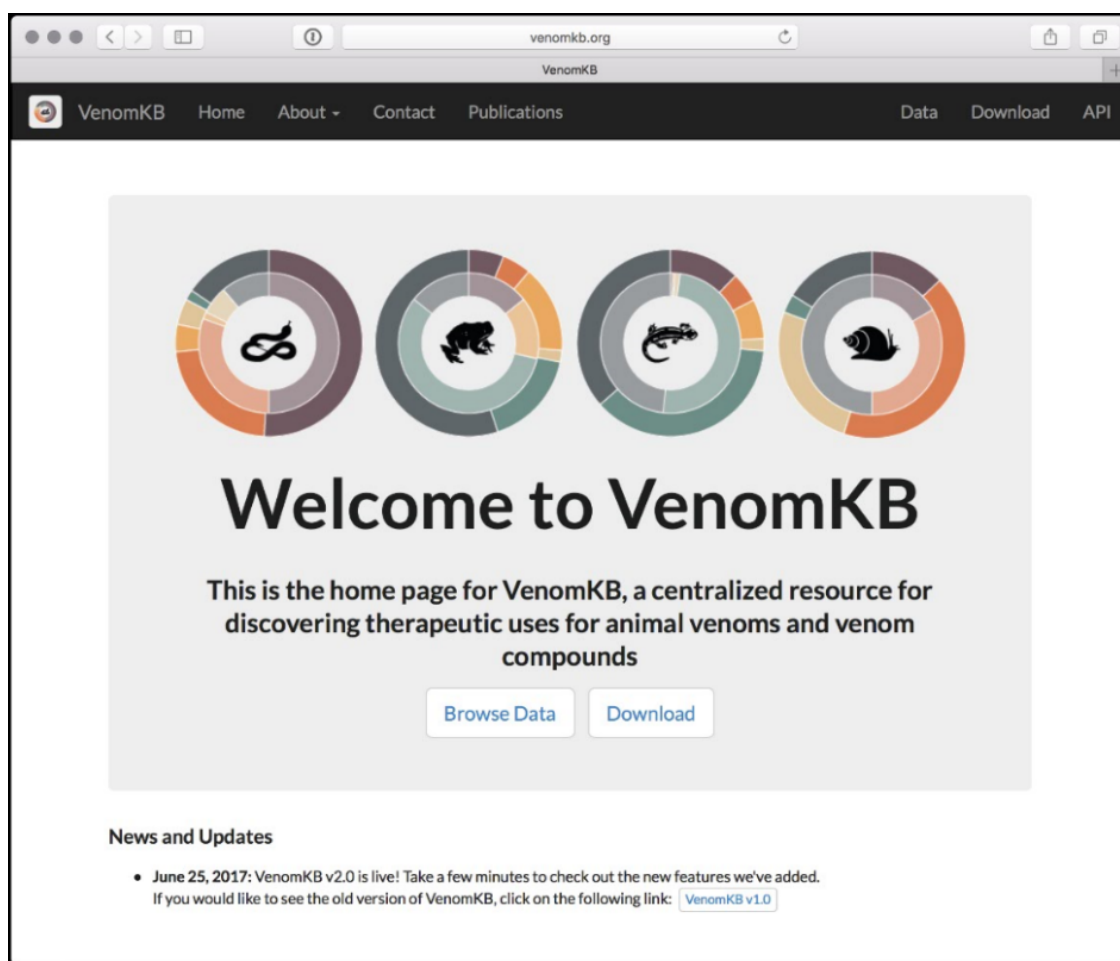 venomkb.org
VenomKB
VenomKB Home About Contact Publications Data Download API
Welcome to VenomKB
This is the home page for VenomKB, a centralized resource for
discovering therapeutic uses for animal venoms and venom
compounds
Browse Data Download
News and Updates
• June 25, 2017: VenomKB v2.0 is live! Take a few minutes to check out the new features we've added.
If you would like to see the old version of VenomKB, click on the following link: VenomKB v1.0